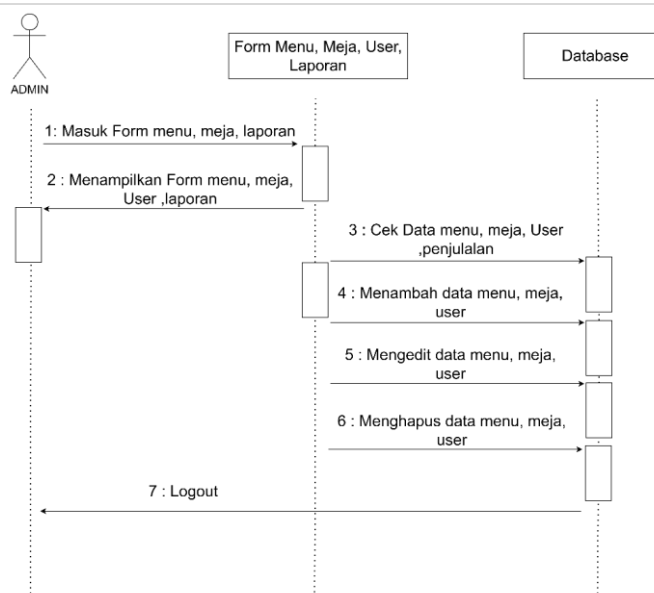 ADMIN
Form Menu, Meja, User,
Laporan
Database
1: Masuk Form menu, meja, laporan
2 : Menampilkan Form menu, meja,
User ,laporan
3 : Cek Data menu, meja, User
,penjulalan
4 : Menambah data menu, meja,
user
5 : Mengedit data menu, meja,
user
6 : Menghapus data menu, meja,
user
7 : Logout